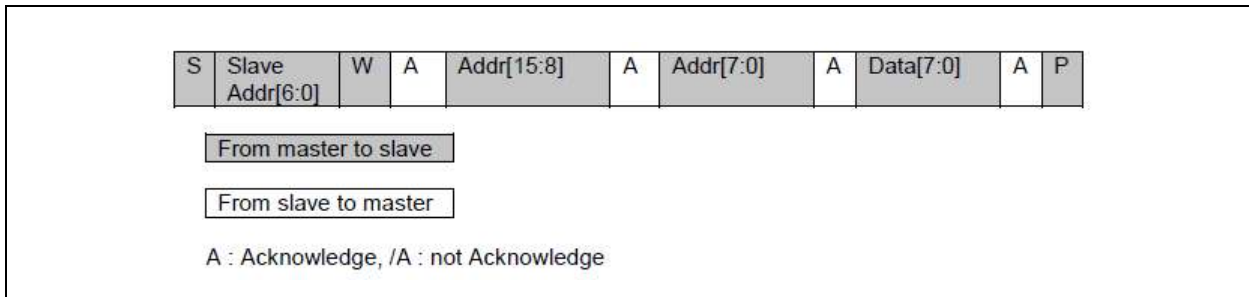 S Slave Addr[6:0] W A Addr[15:8] A Addr[7:0] A Data[7:0] A P
From master to slave
From slave to master
A : Acknowledge, /A : not Acknowledge